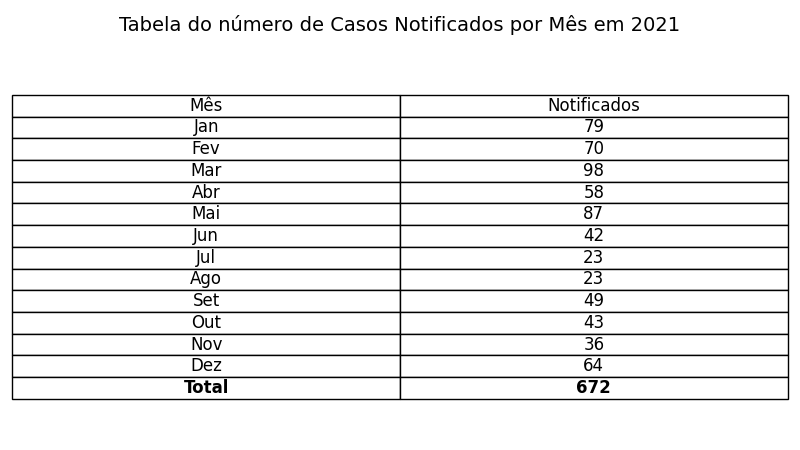 Tabela do número de Casos Notificados por Mês em 2021
Mês Notificados
Jan 79
Fev 70
Mar 98
Abr 58
Mai 87
Jun 42
Jul 23
Ago 23
Set 49
Out 43
Nov 36
Dez 64
Total 672